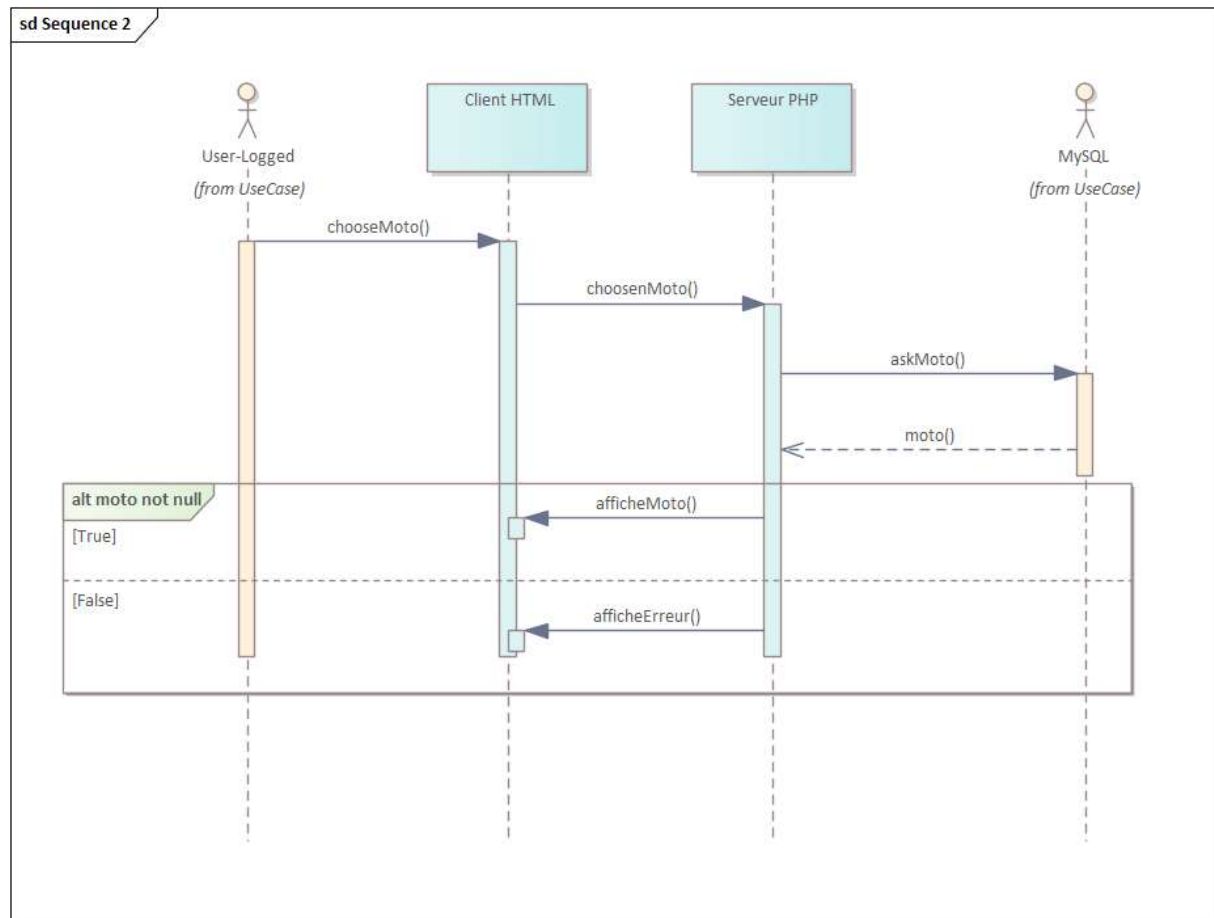 sd Sequence 2
Client HTML
Serveur PHP
User-Logged
(from UseCase)
MySQL
(from UseCase)
chooseMoto()
choosenMoto()
askMoto()
moto()
alt moto not null
afficheMoto()
[True]
[False]
afficheErreur()